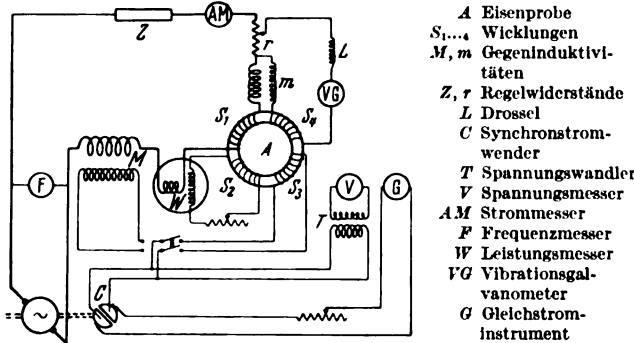 Z
AM
r
L
m
VG
S1
S4
A
M
S2
S3
F
W
V
G
T
C
~
A Eisenprobe
S1...4 Wicklungen
M, m Gegeninduktivi-
täten
Z, r Regelwiderstände
L Drossel
C Synchronstrom-
wender
T Spannungswandler
V Spannungsmesser
AM Strommesser
F Frequenzmesser
W Leistungsmesser
VG Vibrationsgal-
vanometer
G Gleichstrom-
instrument